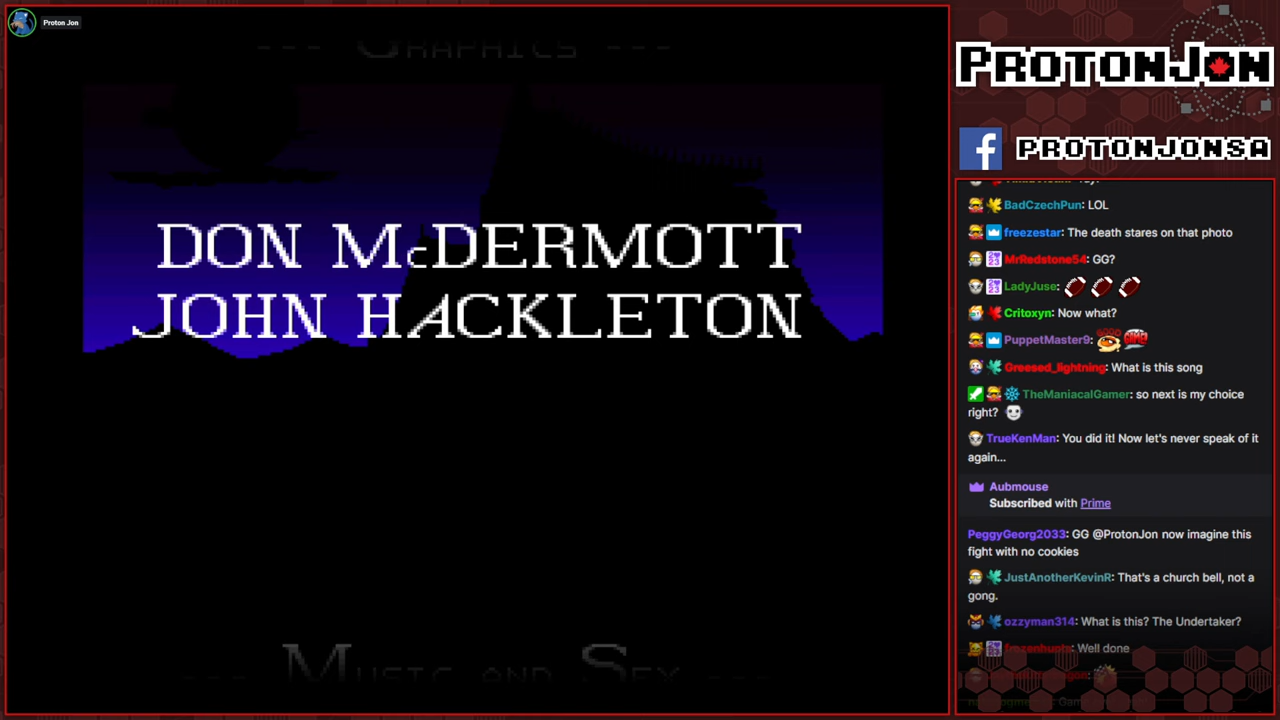 Proton Jon
--- GRAPHICS ---
DON McDERMOTT
JOHN HACKLETON
--- MUSIC AND SFX ---
PROTONJON
f PROTONJONSA
BadCzechPun: LOL
freezestar: The death stares on that photo
MrRedstone54: GG?
LadyJuse:
Critoxyn: Now what?
PuppetMaster9:
Greesed_lightning: What is this song
TheManiacalGamer: so next is my choice
right?
TrueKenMan: You did it! Now let's never speak of it
again...
Aubmouse
Subscribed with Prime
PeggyGeorg2033: GG @ProtonJon now imagine this
fight with no cookies
JustAnotherKevinR: That's a church bell, not a
gong.
ozzyman314: What is this? The Undertaker?
Well done